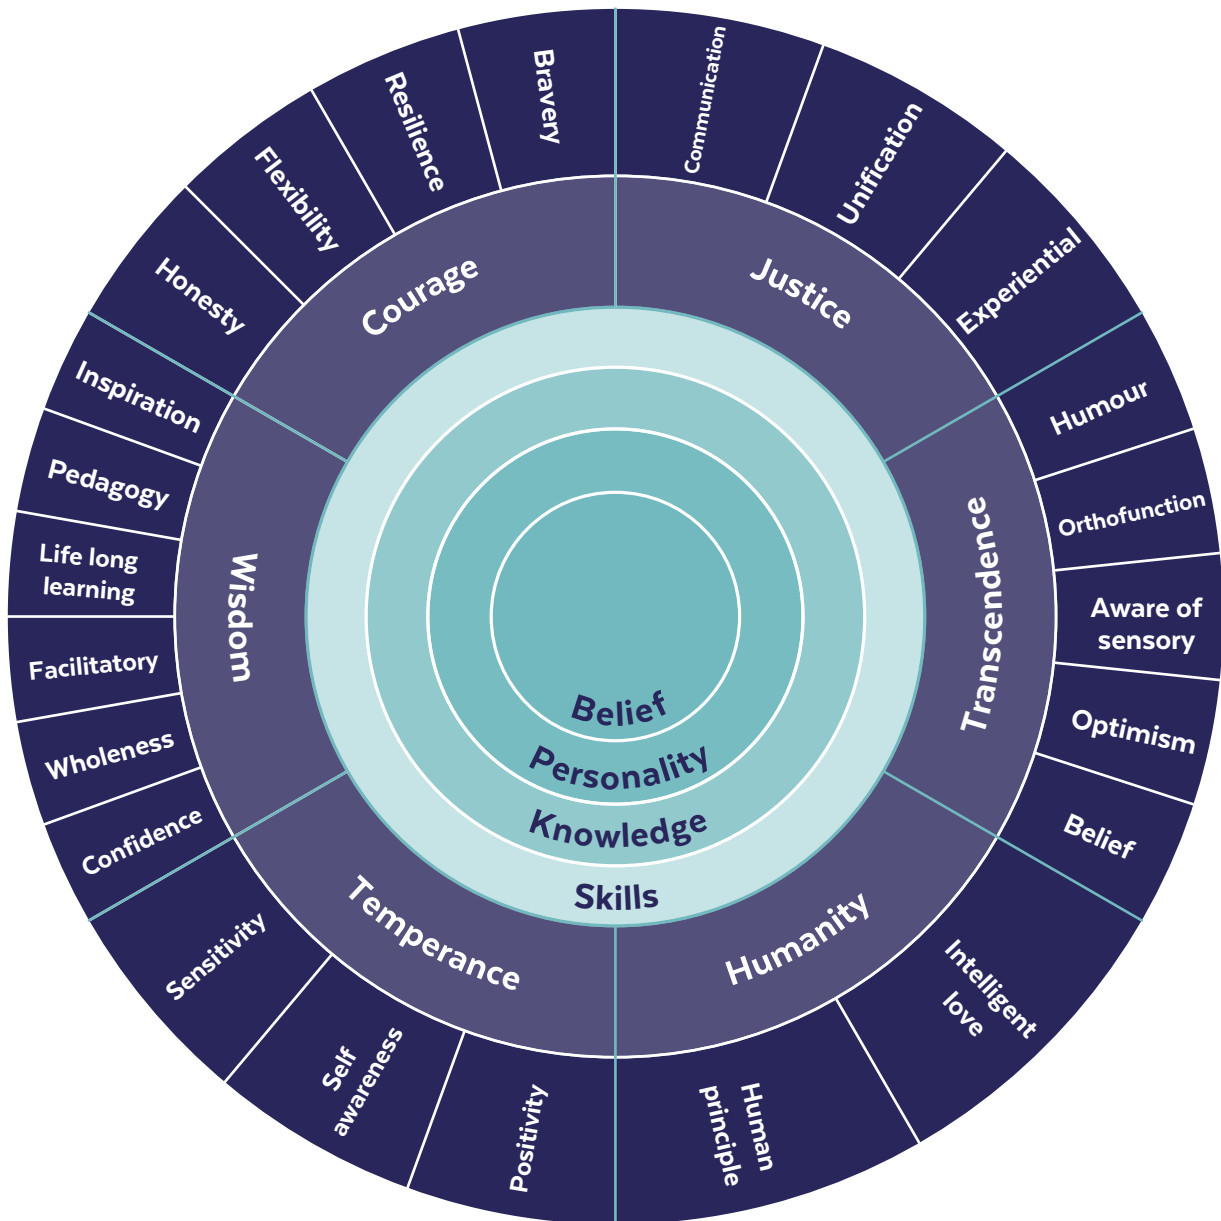 Communication
Unification
Experiential
Humour
Orthofunction
Aware of
sensory
Optimism
Belief
Intelligent
love
Human
principle
Positivity
Self
awareness
Sensitivity
Confidence
Wholeness
Facilitatory
Life long
learning
Pedagogy
Inspiration
Honesty
Flexibility
Resilience
Bravery
Justice
Transcendence
Humanity
Temperance
Wisdom
Courage
Belief
Personality
Knowledge
Skills